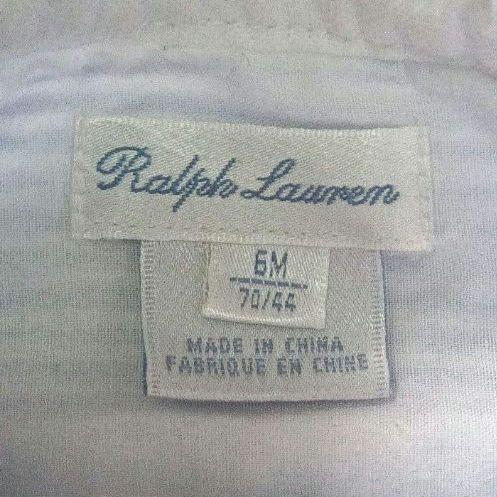 Ralph Lauren
6M
70/44
MADE IN CHINA
FABRIQUE EN CHINE